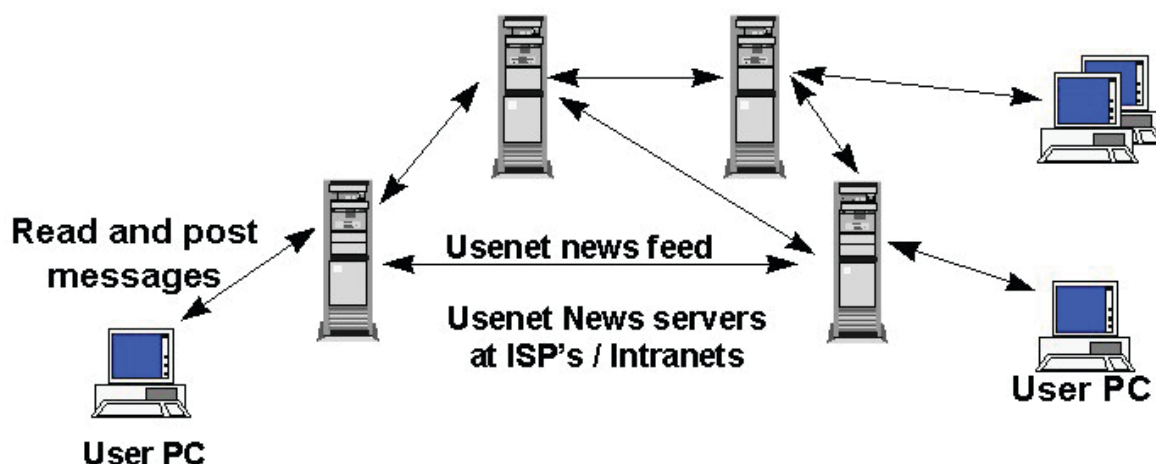 Read and post
messages
Usenet news feed
Usenet News servers
at ISP's / Intranets
User PC
User PC